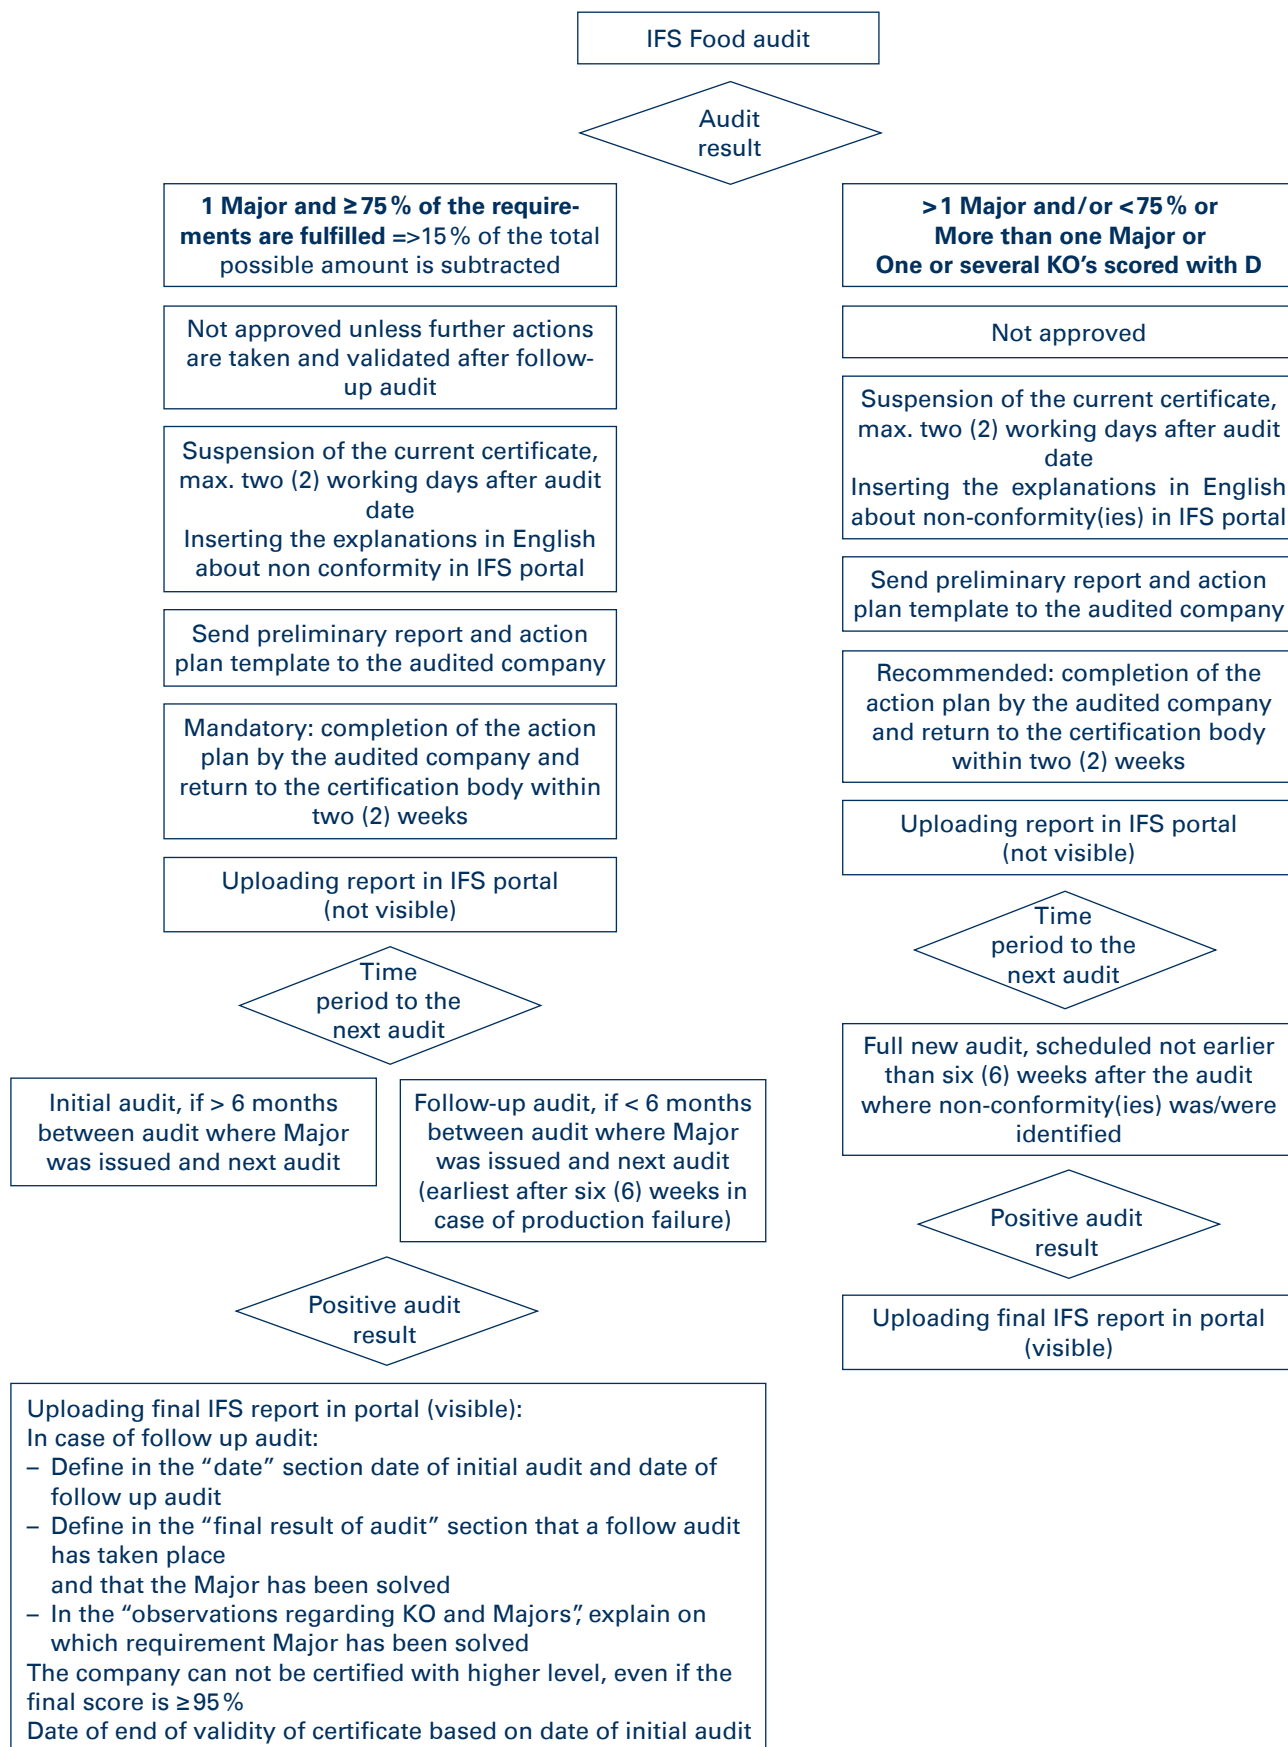 IFS Food audit
Audit
result
1 Major and ≥75% of the require-
ments are fulfilled =>15% of the total
possible amount is subtracted
Not approved unless further actions
are taken and validated after follow-
up audit
Suspension of the current certificate,
max. two (2) working days after audit
date
Inserting the explanations in English
about non conformity in IFS portal
Send preliminary report and action
plan template to the audited company
Mandatory: completion of the action
plan by the audited company and
return to the certification body within
two (2) weeks
Uploading report in IFS portal
(not visible)
Time
period to the
next audit
Initial audit, if > 6 months
between audit where Major
was issued and next audit
Follow-up audit, if < 6 months
between audit where Major
was issued and next audit
(earliest after six (6) weeks in
case of production failure)
Positive audit
result
Uploading final IFS report in portal (visible):
In case of follow up audit:
– Define in the “date” section date of initial audit and date of
follow up audit
– Define in the “final result of audit” section that a follow audit
has taken place
and that the Major has been solved
– In the “observations regarding KO and Majors”, explain on
which requirement Major has been solved
The company can not be certified with higher level, even if the
final score is ≥95%
Date of end of validity of certificate based on date of initial audit
>1 Major and/or <75% or
More than one Major or
One or several KO's scored with D
Not approved
Suspension of the current certificate,
max. two (2) working days after audit
date
Inserting the explanations in English
about non-conformity(ies) in IFS portal
Send preliminary report and action
plan template to the audited company
Recommended: completion of the
action plan by the audited company
and return to the certification body
within two (2) weeks
Uploading report in IFS portal
(not visible)
Time
period to the
next audit
Full new audit, scheduled not earlier
than six (6) weeks after the audit
where non-conformity(ies) was/were
identified
Positive audit
result
Uploading final IFS report in portal
(visible)